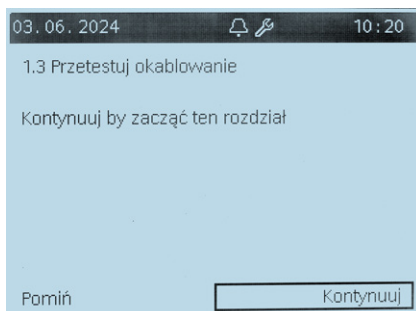 03.06.2024 10:20
1.3 Przetestuj okablowanie
Kontynuuj by zacząć ten rozdział
Pomiń Kontynuuj